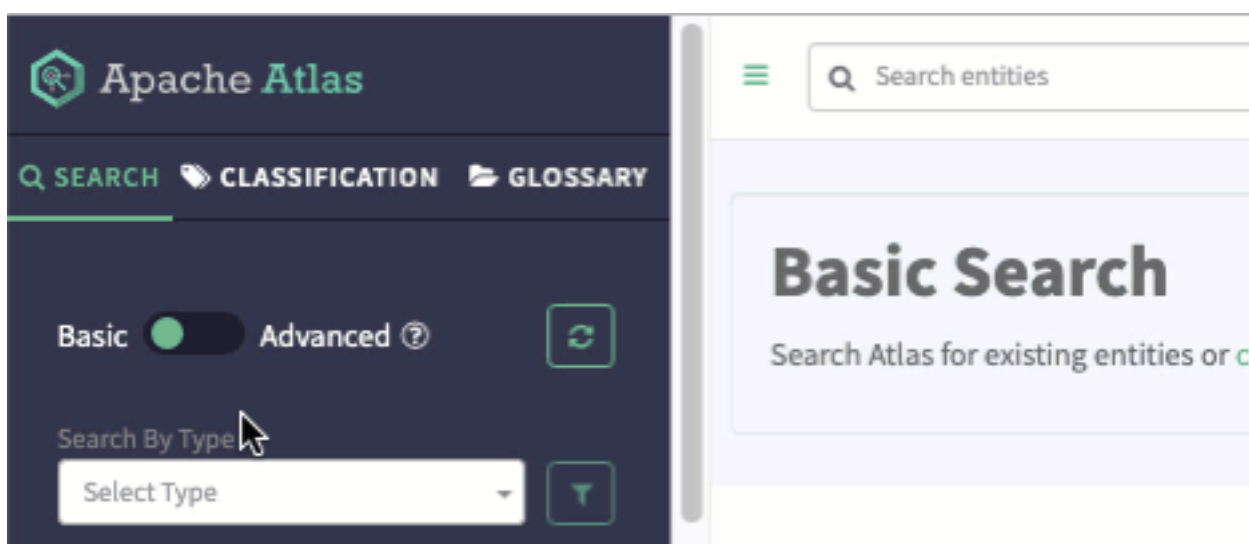 Apache Atlas
SEARCH CLASSIFICATION GLOSSARY
Basic Advanced
Search By Type
Select Type
Search entities
Basic Search
Search Atlas for existing entities or